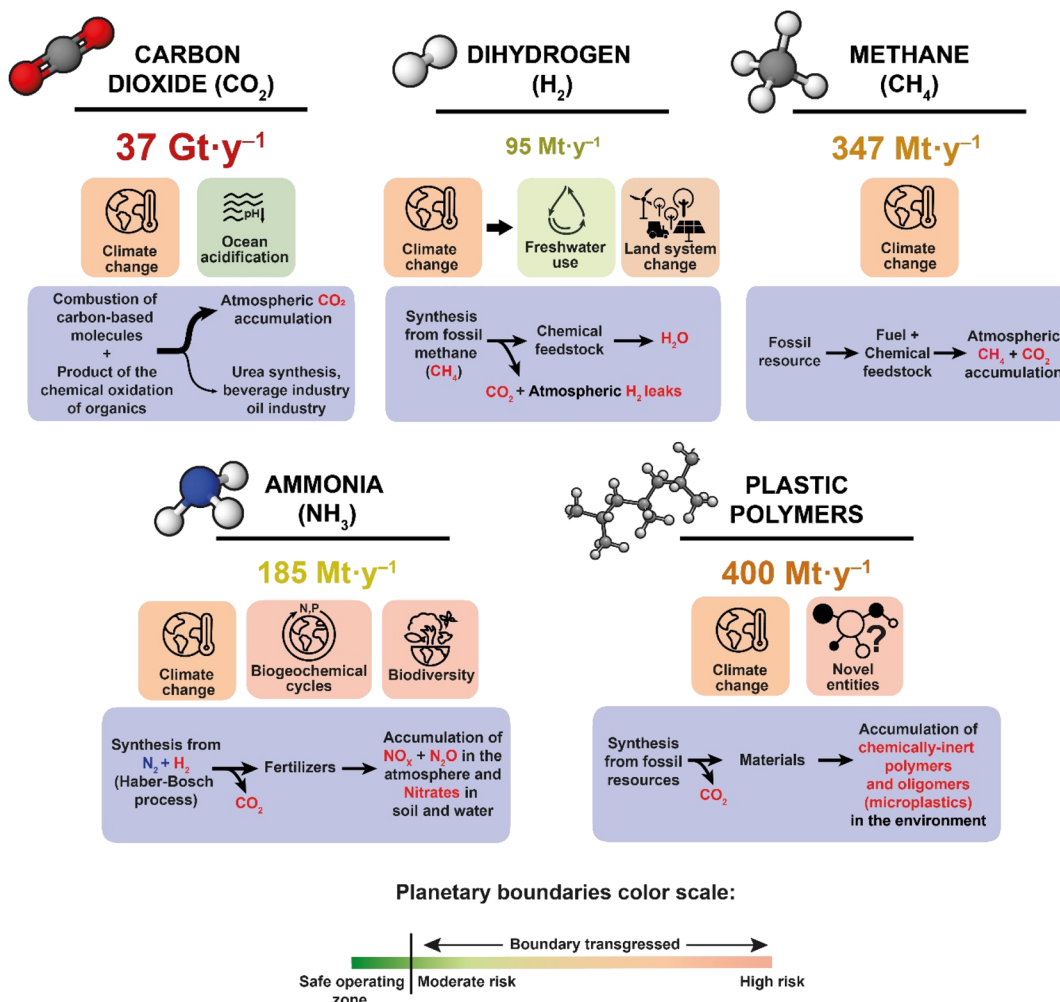 CARBON
DIOXIDE (CO₂)
37 Gt·y⁻¹
Climate
change
pH
Ocean
acidification
Combustion of
carbon-based
molecules
+
Product of the
chemical oxidation
of organics
Atmospheric CO₂
accumulation
Urea synthesis,
beverage industry
oil industry
DIHYDROGEN
(H₂)
95 Mt·y⁻¹
Climate
change
Freshwater
use
Land system
change
Synthesis
from fossil
methane
(CH₄)
Chemical
feedstock
H₂O
CO₂ + Atmospheric H₂ leaks
METHANE
(CH₄)
347 Mt·y⁻¹
Climate
change
Fossil
resource
Fuel +
Chemical
feedstock
Atmospheric
CH₄ + CO₂
accumulation
AMMONIA
(NH₃)
185 Mt·y⁻¹
Climate
change
N,P
Biogeochemical
cycles
Biodiversity
Synthesis from
N₂ + H₂
(Haber-Bosch
process)
CO₂
Fertilizers
Accumulation of
NOₓ + N₂O in the
atmosphere and
Nitrates in
soil and water
PLASTIC
POLYMERS
400 Mt·y⁻¹
Climate
change
?
Novel
entities
Synthesis
from fossil
resources
CO₂
Materials
Accumulation of
chemically-inert
polymers
and oligomers
(microplastics)
in the environment
Planetary boundaries color scale:
Boundary transgressed
Safe operating
zone
Moderate risk
High risk